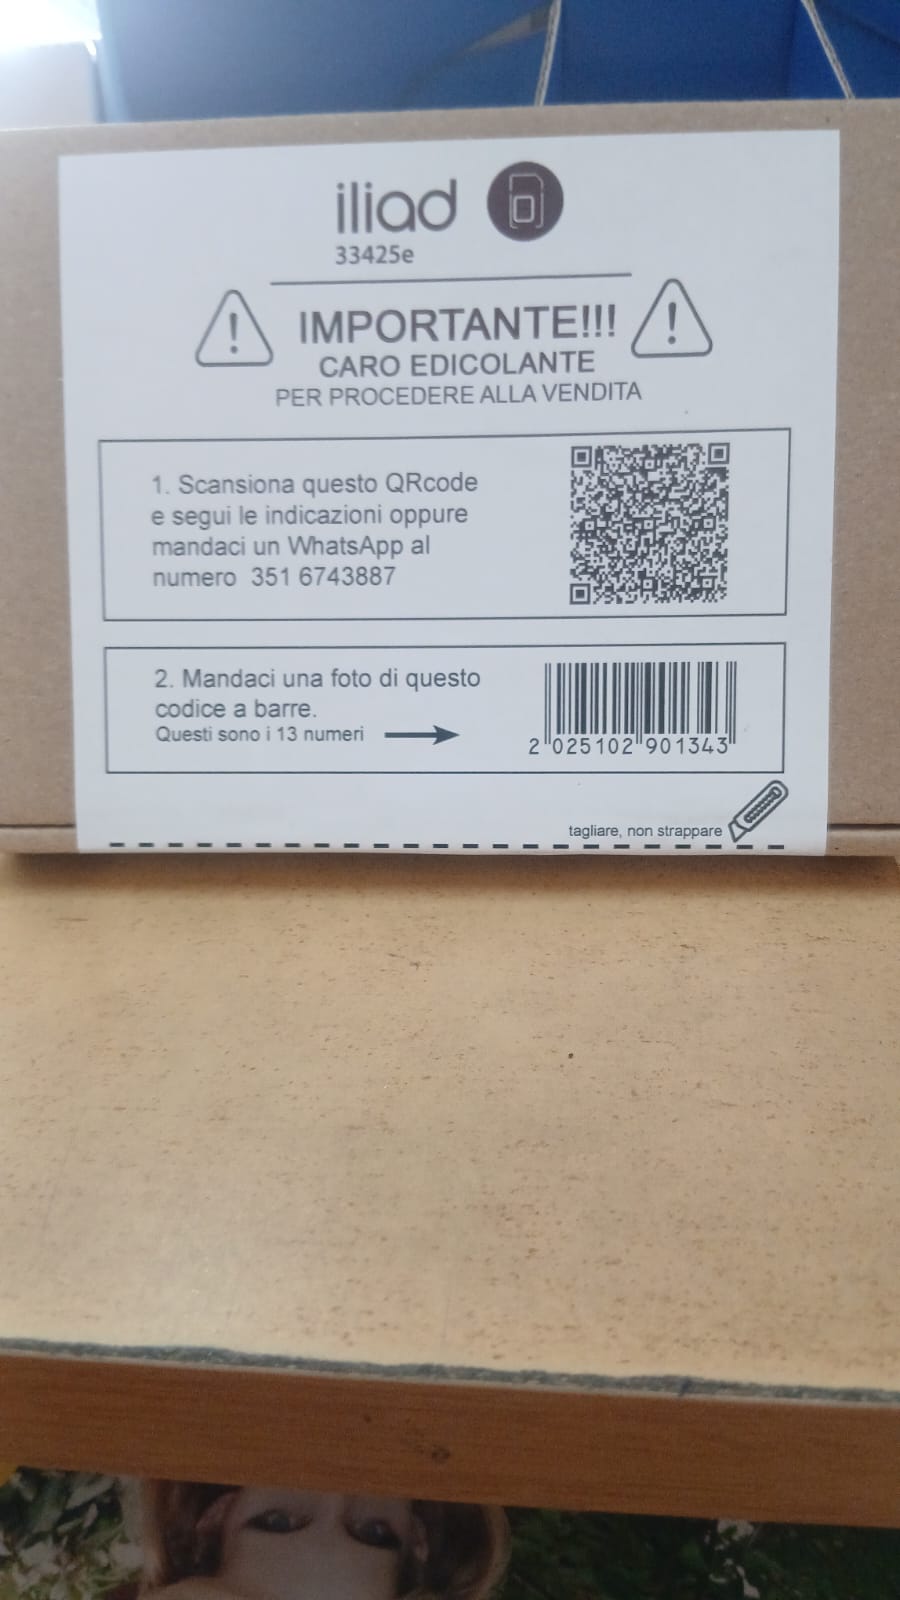 iliad
33425e
IMPORTANTE!!!
CARO EDICOLANTE
PER PROCEDERE ALLA VENDITA
1. Scansiona questo QRcode
e segui le indicazioni oppure
mandaci un WhatsApp al
numero 351 6743887
2. Mandaci una foto di questo
codice a barre.
Questi sono i 13 numeri
2 025102 901343
tagliare, non strappare